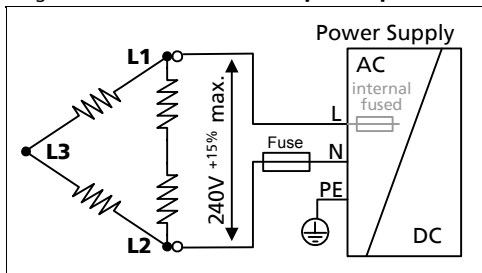 Power Supply
L1
AC
internal
fused
L
240V +15% max.
Fuse
N
L3
PE
L2
DC